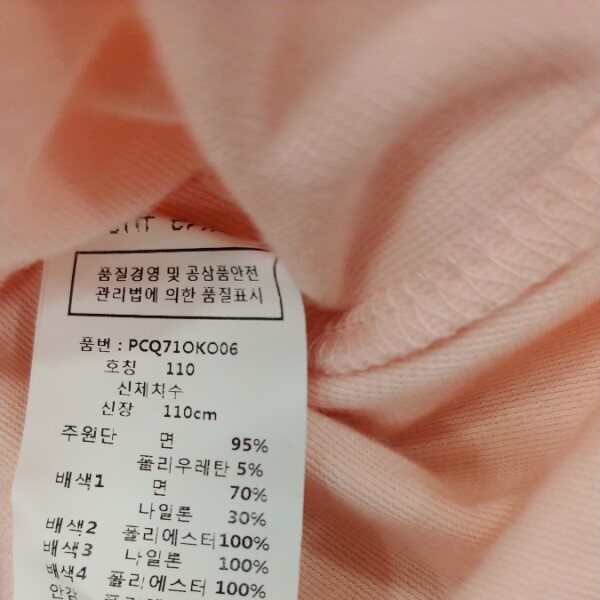 품질경영 및 공삼품안전
관리법에 의한 품질표시
품번 : PCQ71OKO06
호칭 110
신체치수
신장 110cm
주원단 면 95%
폴리우레탄 5%
배색1 면 70%
나일론 30%
배색2 폴리에스터 100%
배색3 나일론 100%
배색4 폴리에스터 100%
안감